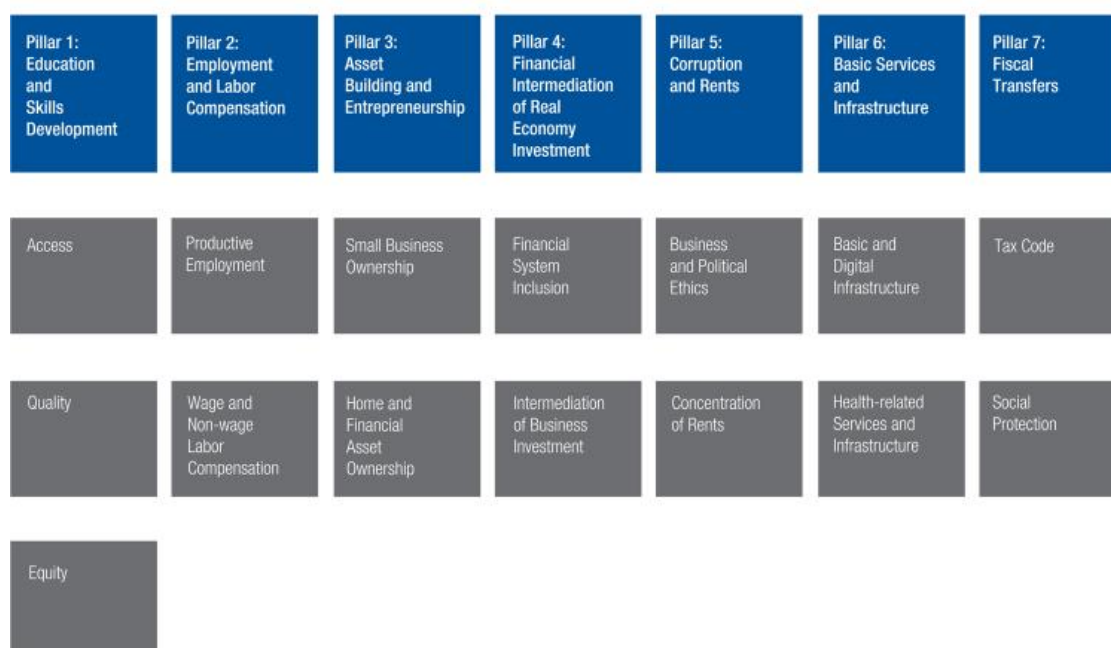 Pillar 1:
Education
and
Skills
Development
Pillar 2:
Employment
and Labor
Compensation
Pillar 3:
Asset
Building and
Entrepreneurship
Pillar 4:
Financial
Intermediation
of Real
Economy
Investment
Pillar 5:
Corruption
and Rents
Pillar 6:
Basic Services
and
Infrastructure
Pillar 7:
Fiscal
Transfers
Access
Productive
Employment
Small Business
Ownership
Financial
System
Inclusion
Business
and Political
Ethics
Basic and
Digital
Infrastructure
Tax Code
Quality
Wage and
Non-wage
Labor
Compensation
Home and
Financial
Asset
Ownership
Intermediation
of Business
Investment
Concentration
of Rents
Health-related
Services and
Infrastructure
Social
Protection
Equity